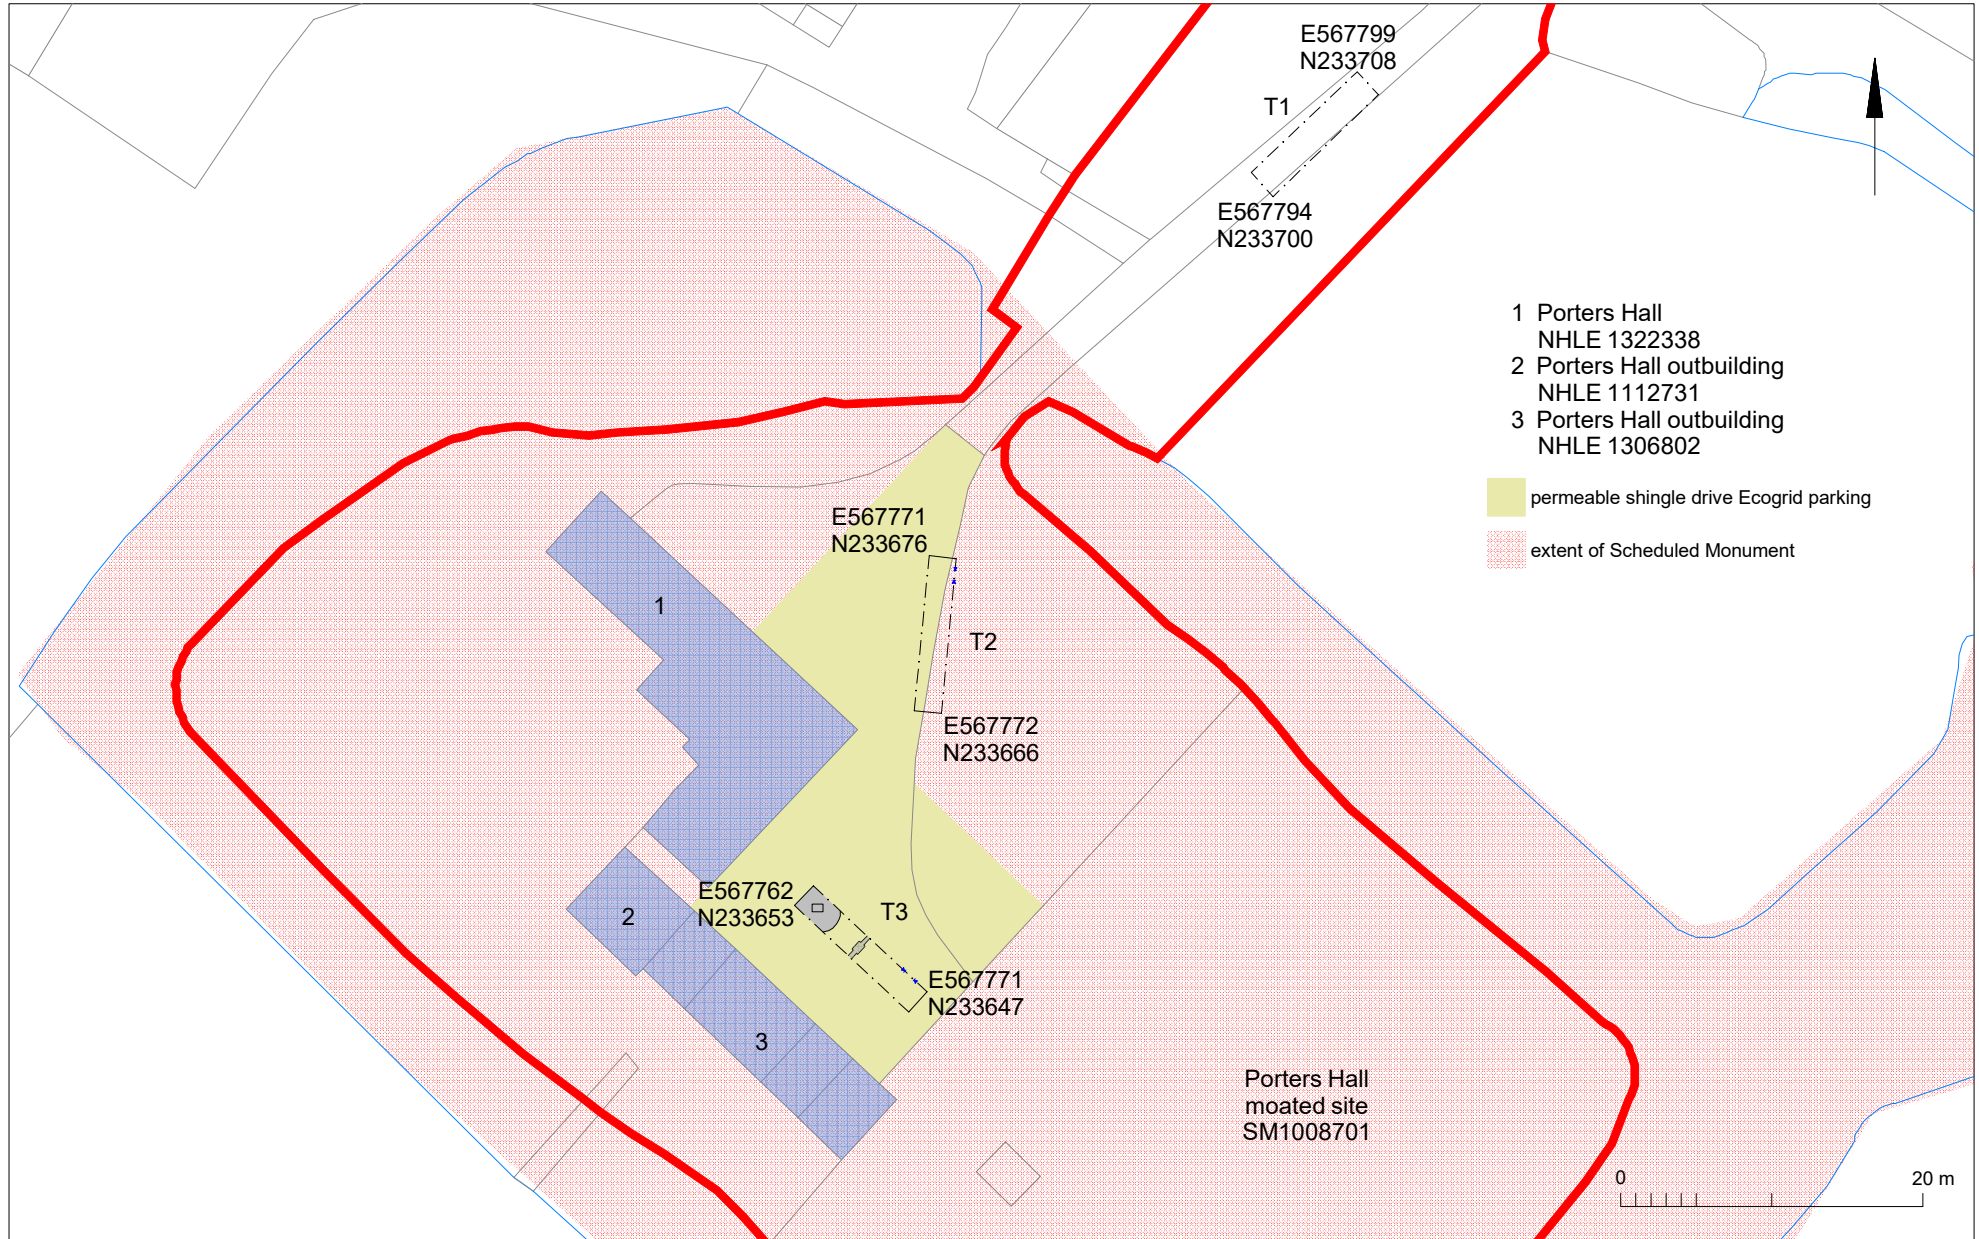 E567799
N233708
T1
E567794
N233700
1 Porters Hall
NHLE 1322338
2 Porters Hall outbuilding
NHLE 1112731
3 Porters Hall outbuilding
NHLE 1306802
permeable shingle drive Ecogrid parking
extent of Scheduled Monument
E567771
N233676
1
T2
E567772
N233666
E567762
N233653
T3
2
E567771
N233647
3
Porters Hall
moated site
SM1008701
0 20 m